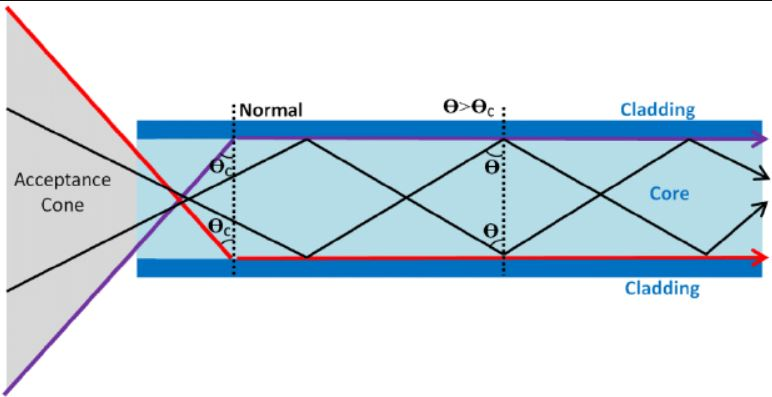 Normal
Θ>Θc
Cladding
Θc
Θ
Acceptance
Cone
Core
Θc
Θ
Cladding